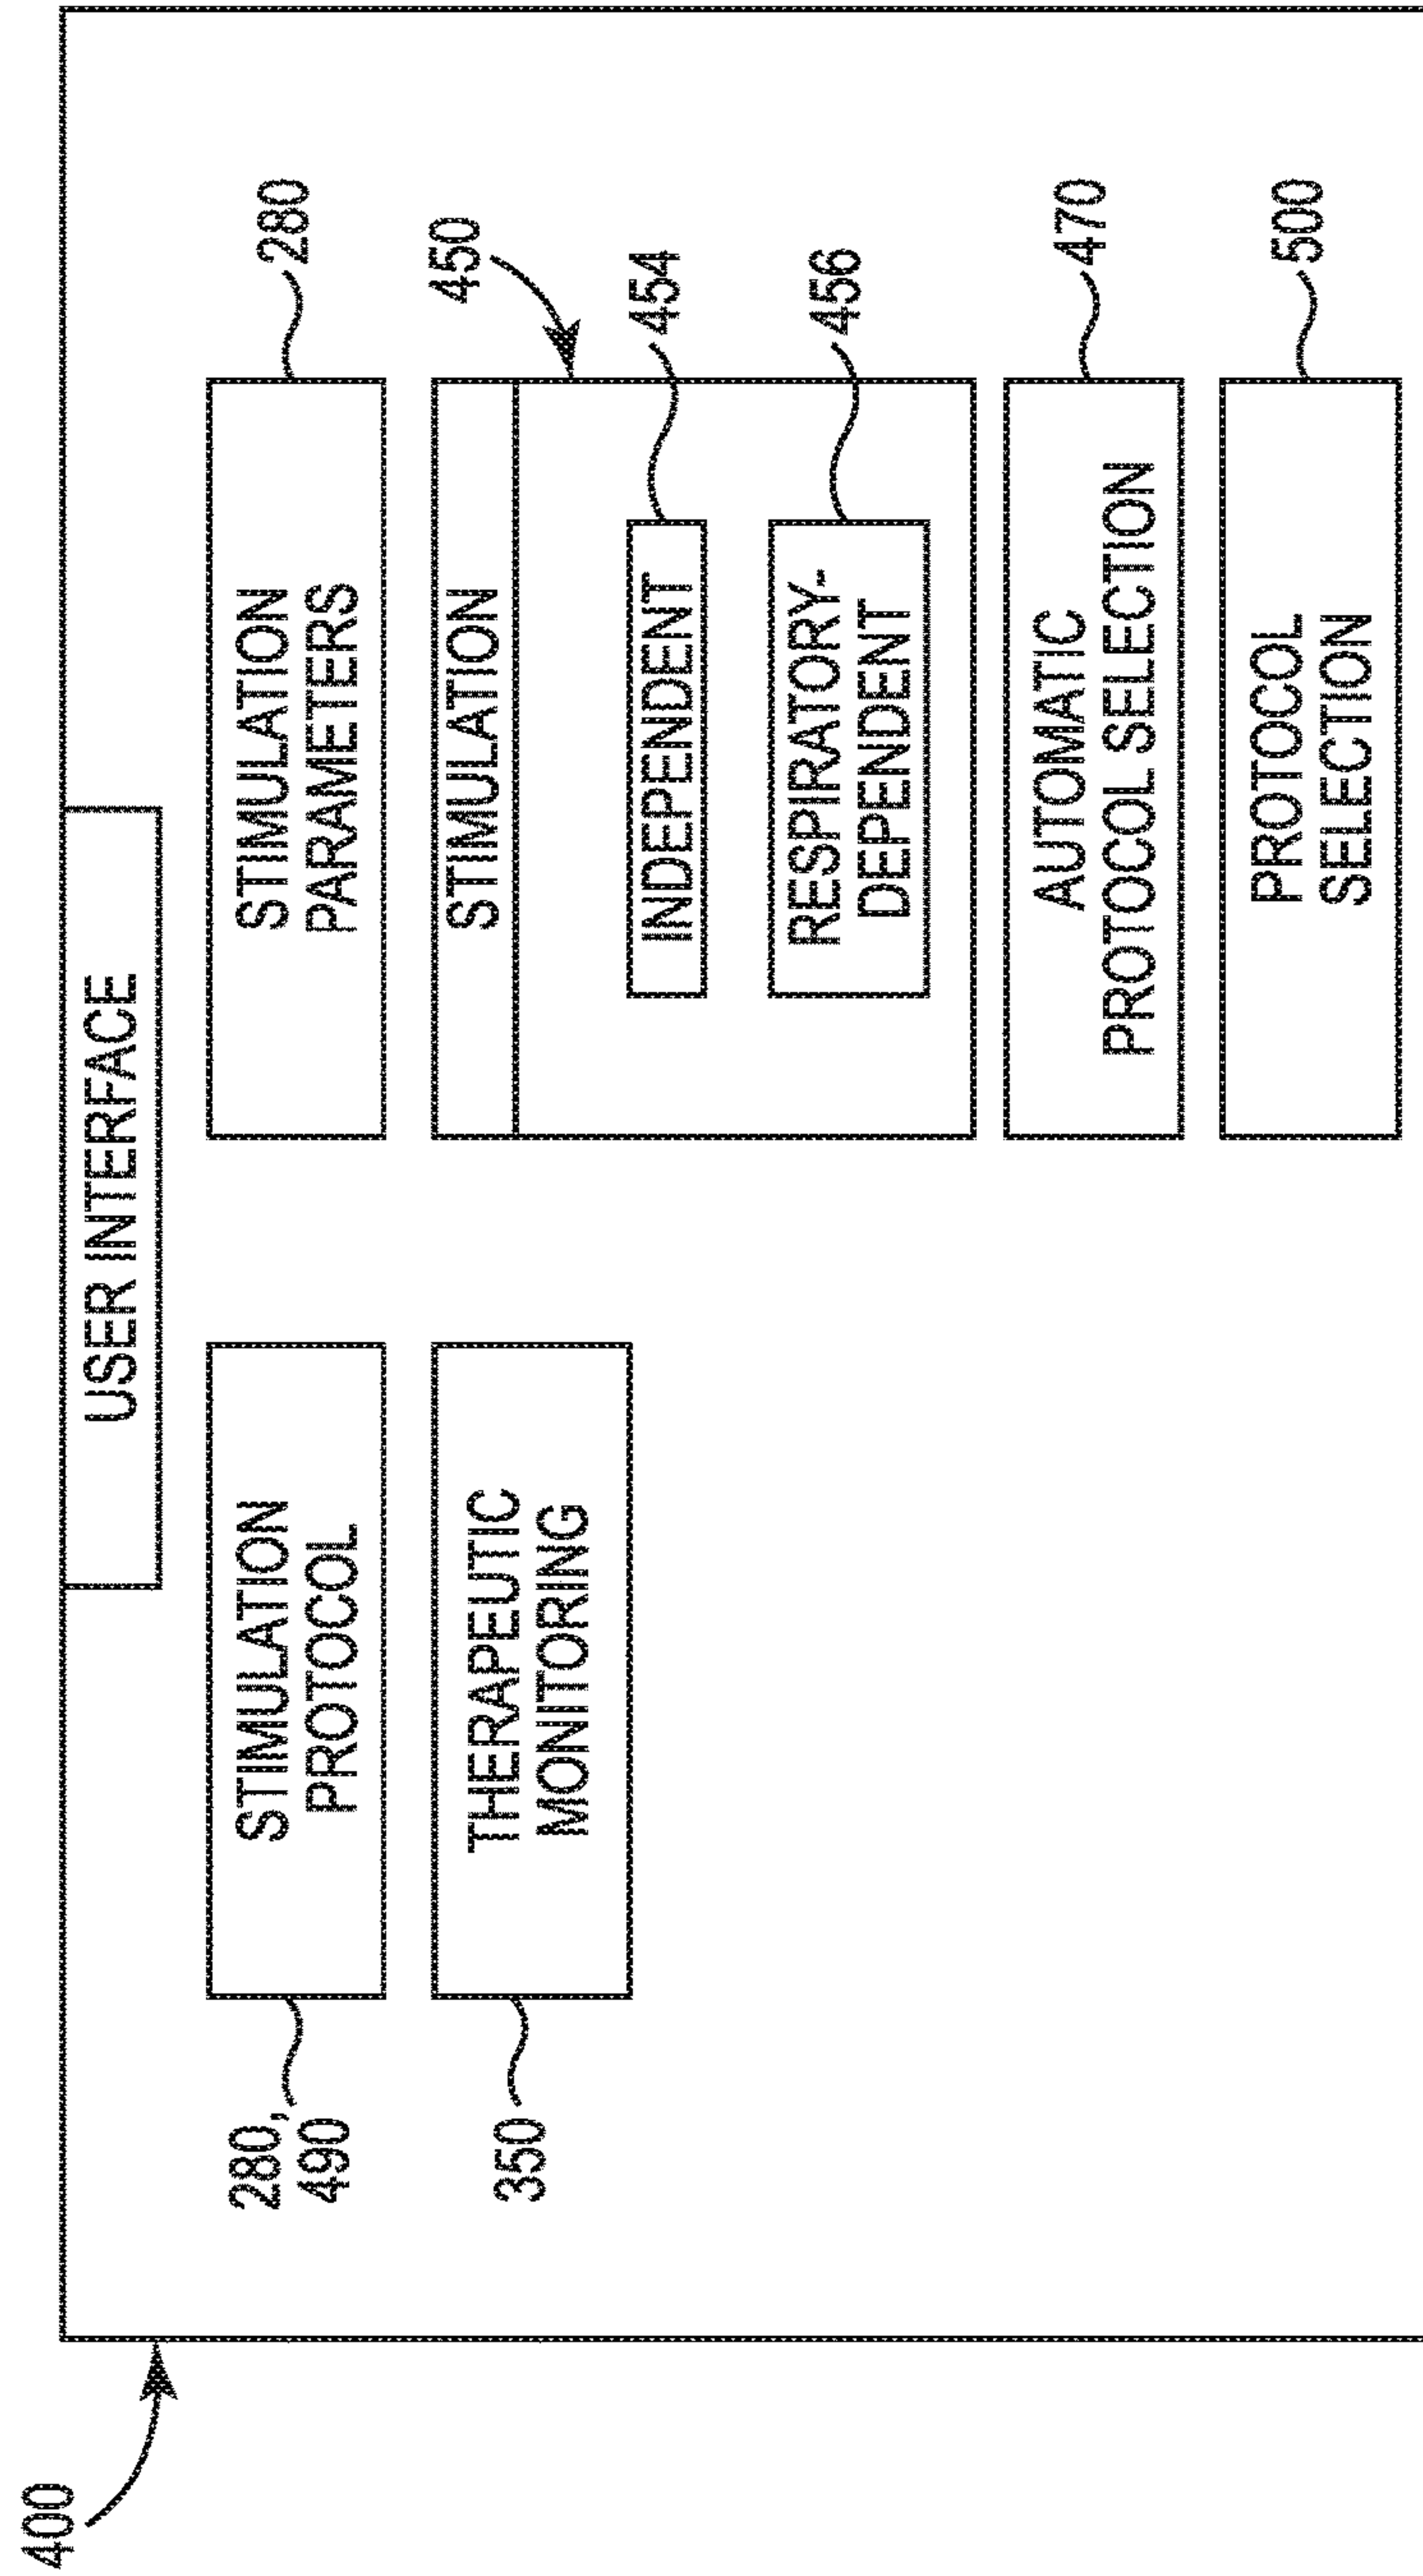 400
USER INTERFACE
280,
490
STIMULATION
PROTOCOL
350
THERAPEUTIC
MONITORING
STIMULATION
PARAMETERS
280
STIMULATION
450
INDEPENDENT
454
RESPIRATORY-
DEPENDENT
456
AUTOMATIC
PROTOCOL SELECTION
470
PROTOCOL
SELECTION
500